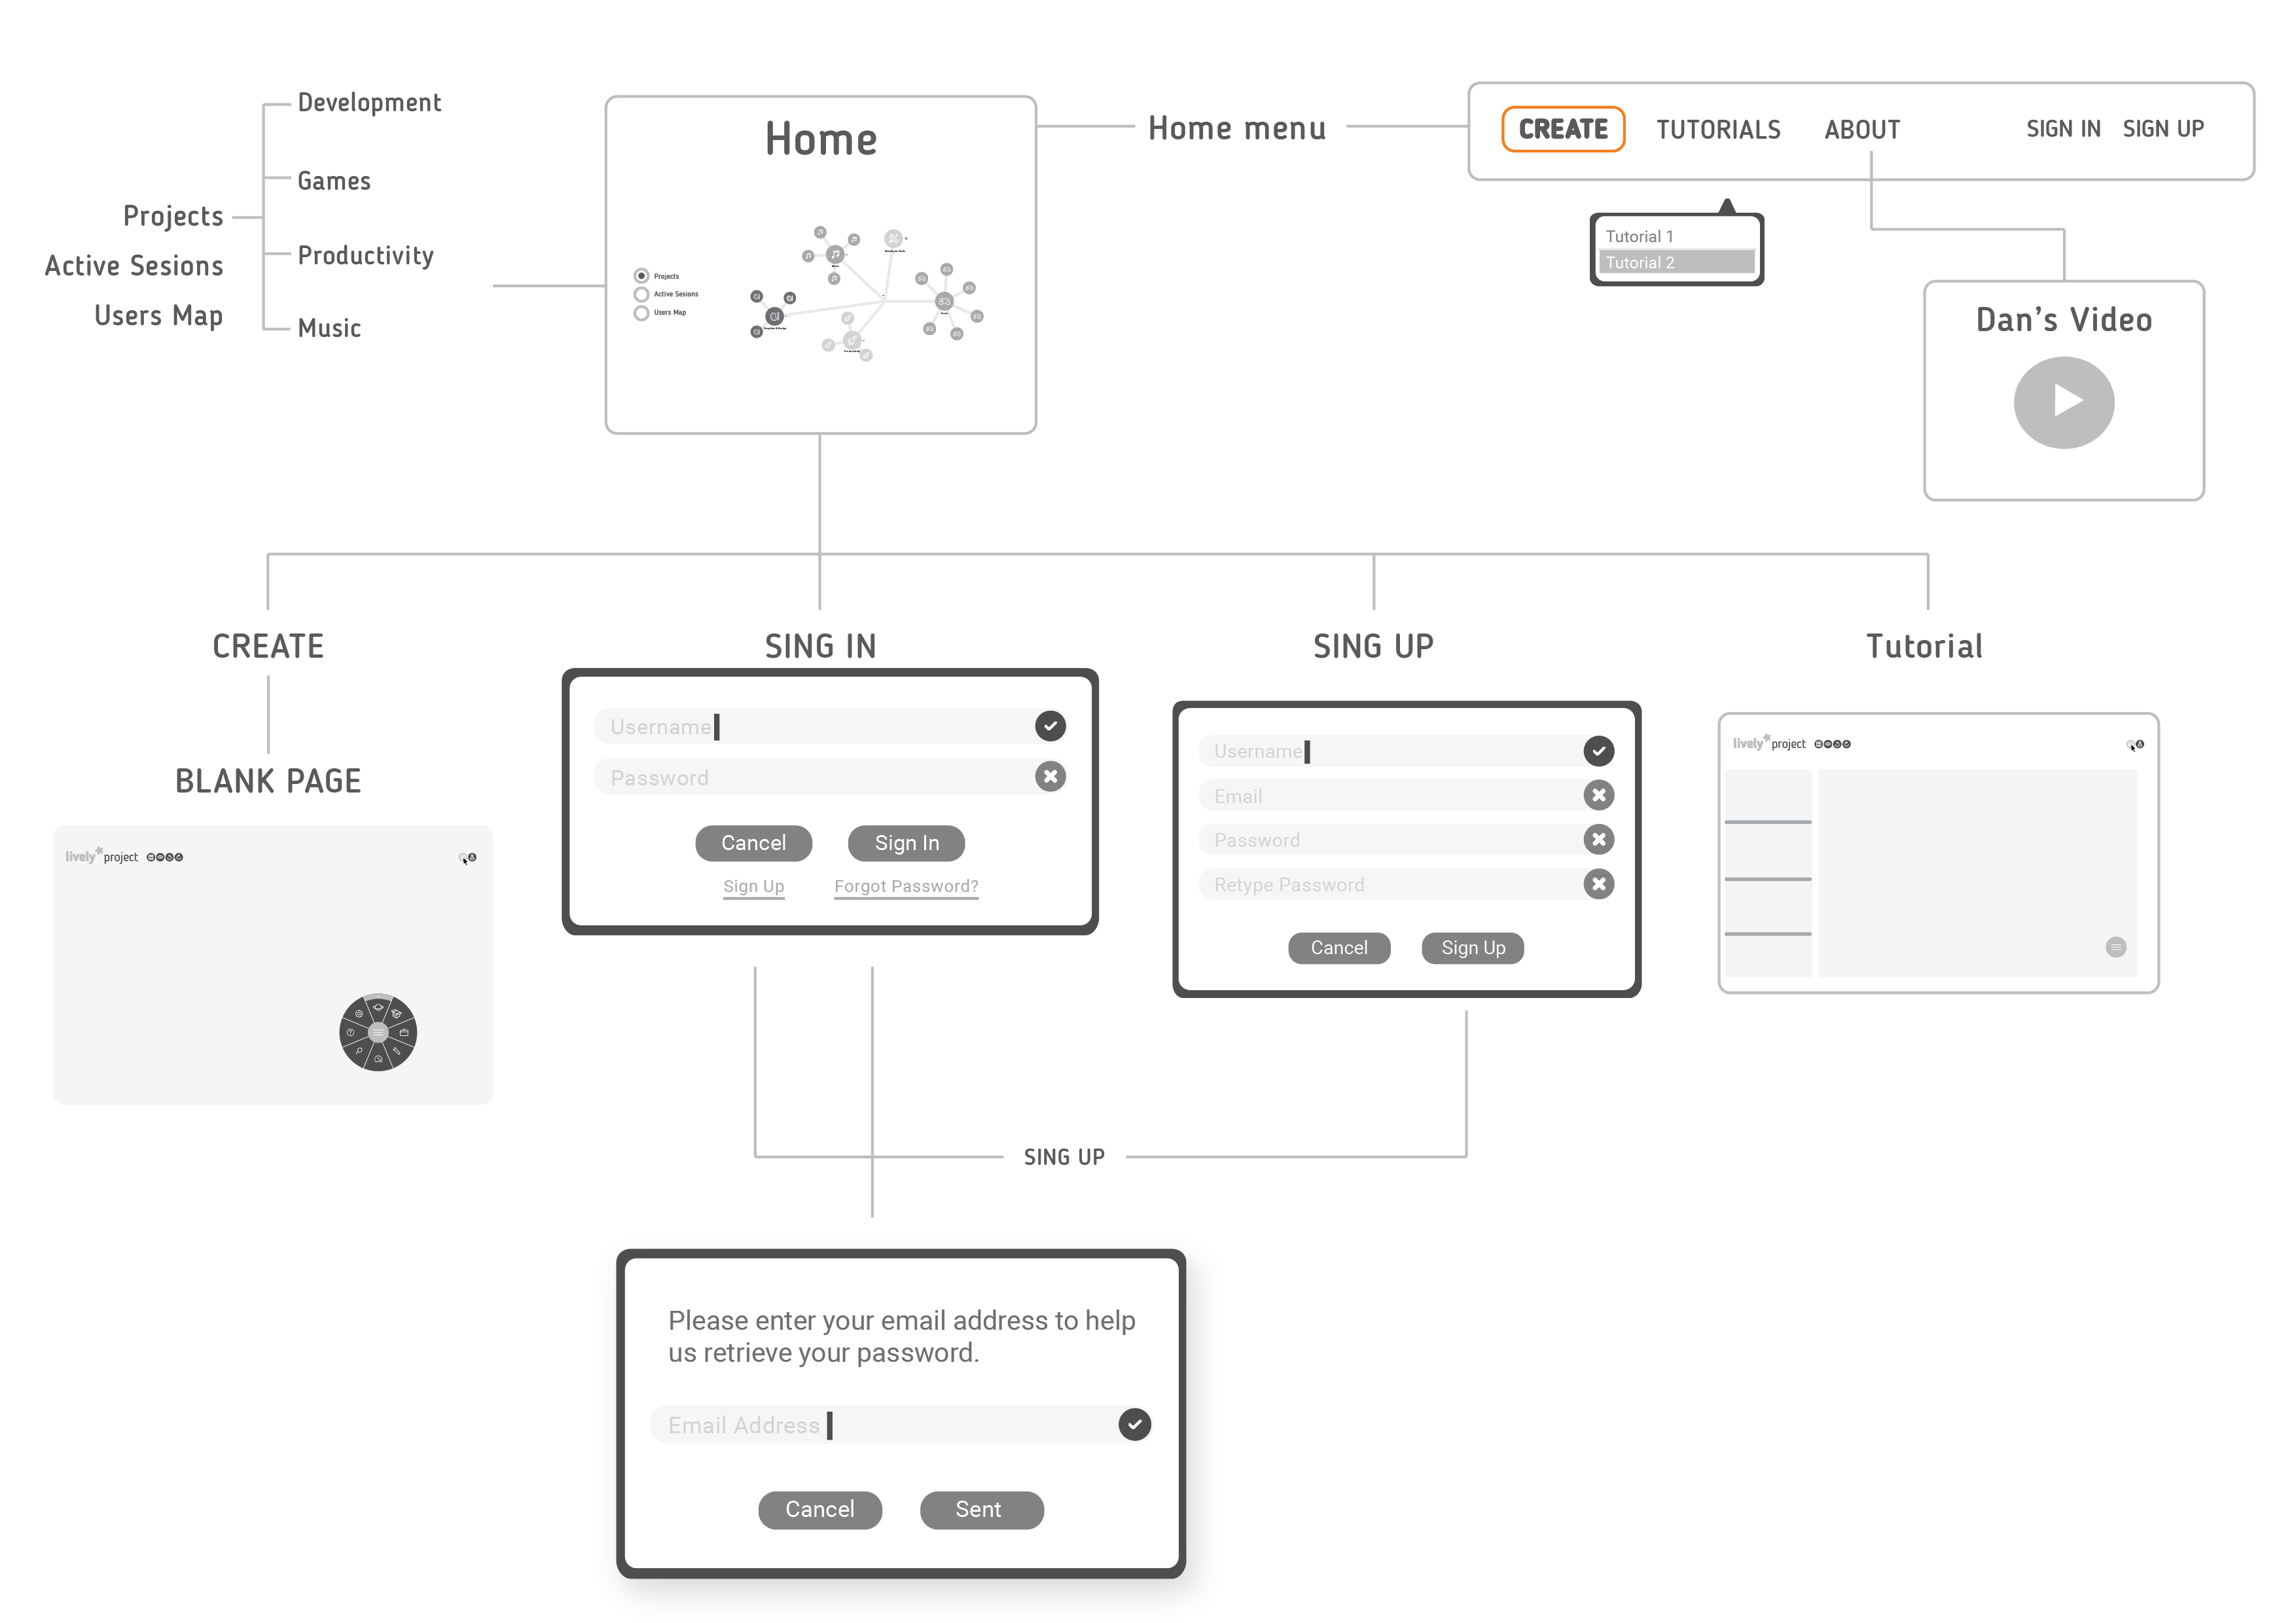 Development
Games
Projects
Active Sesions
Productivity
Users Map
Music
Home
Projects
Active Sesions
Users Map
Home menu
CREATE
TUTORIALS
ABOUT
SIGN IN
SIGN UP
Tutorial 1
Tutorial 2
Dan's Video
CREATE
BLANK PAGE
lively project
SING IN
Username
Password
Cancel
Sign In
Sign Up
Forgot Password?
SING UP
Username
Email
Password
Retype Password
Cancel
Sign Up
Tutorial
lively project
SING UP
Please enter your email address to help
us retrieve your password.
Email Address
Cancel
Sent